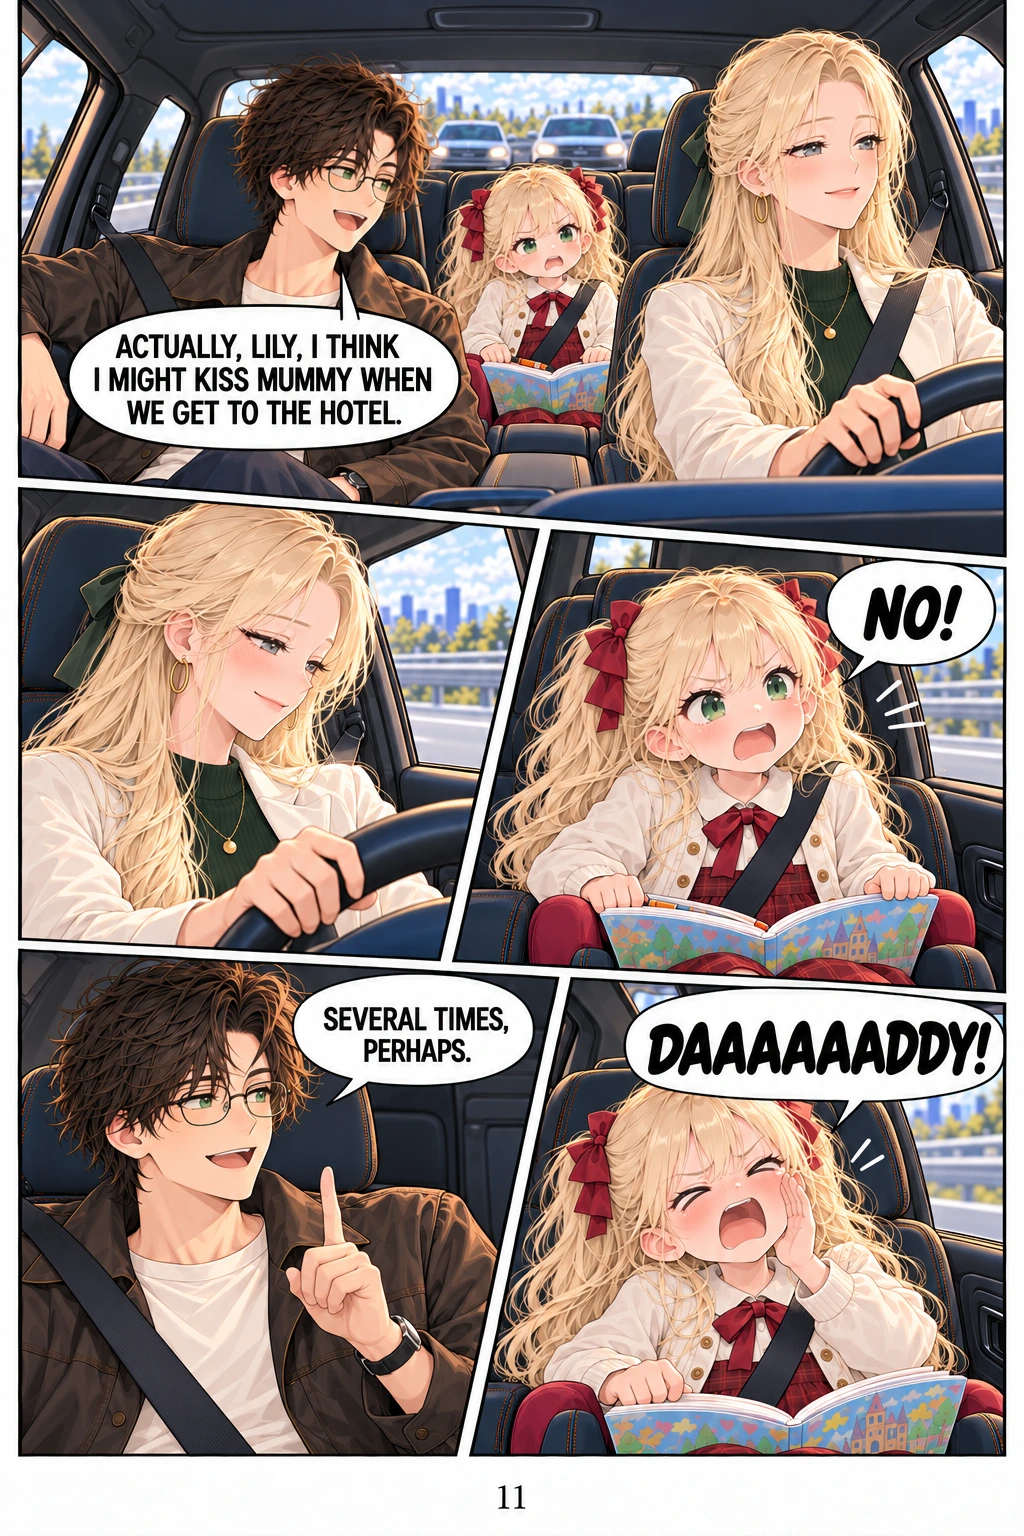 ACTUALLY, LILY, I THINK
I MIGHT KISS MUMMY WHEN
WE GET TO THE HOTEL.
NO!
SEVERAL TIMES,
PERHAPS.
DAAAAAADDY!
11